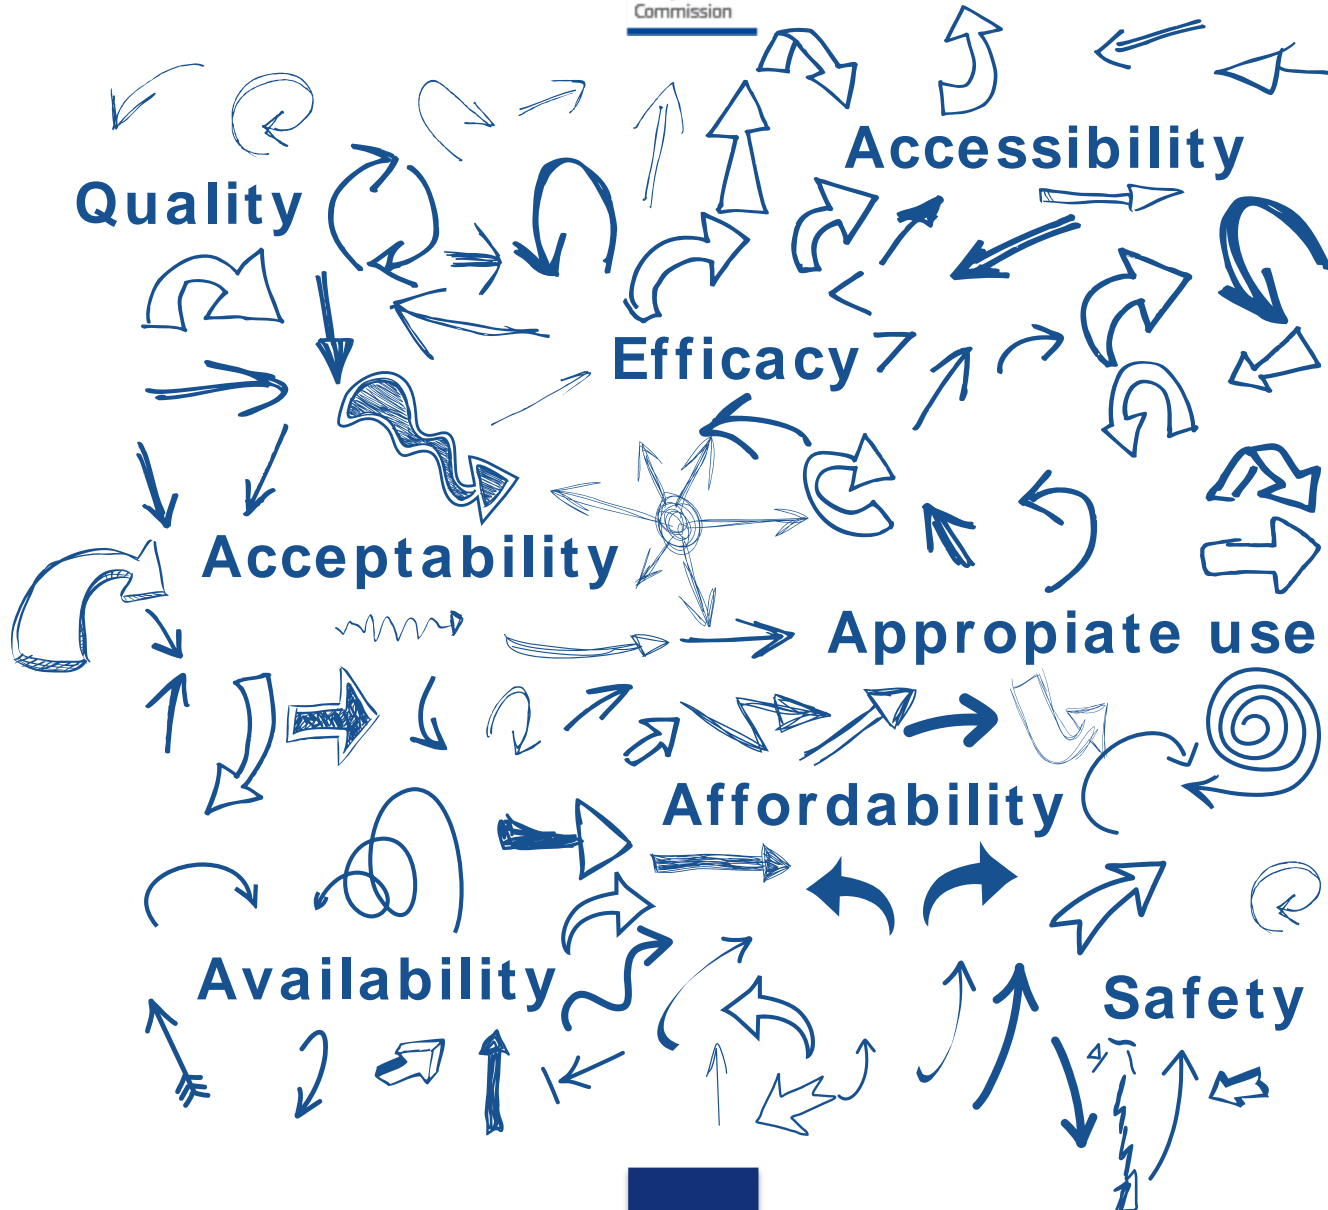 Commission
Accessibility
Quality
Efficacy
Acceptability
Appropiate use
Affordability
Availability
Safety